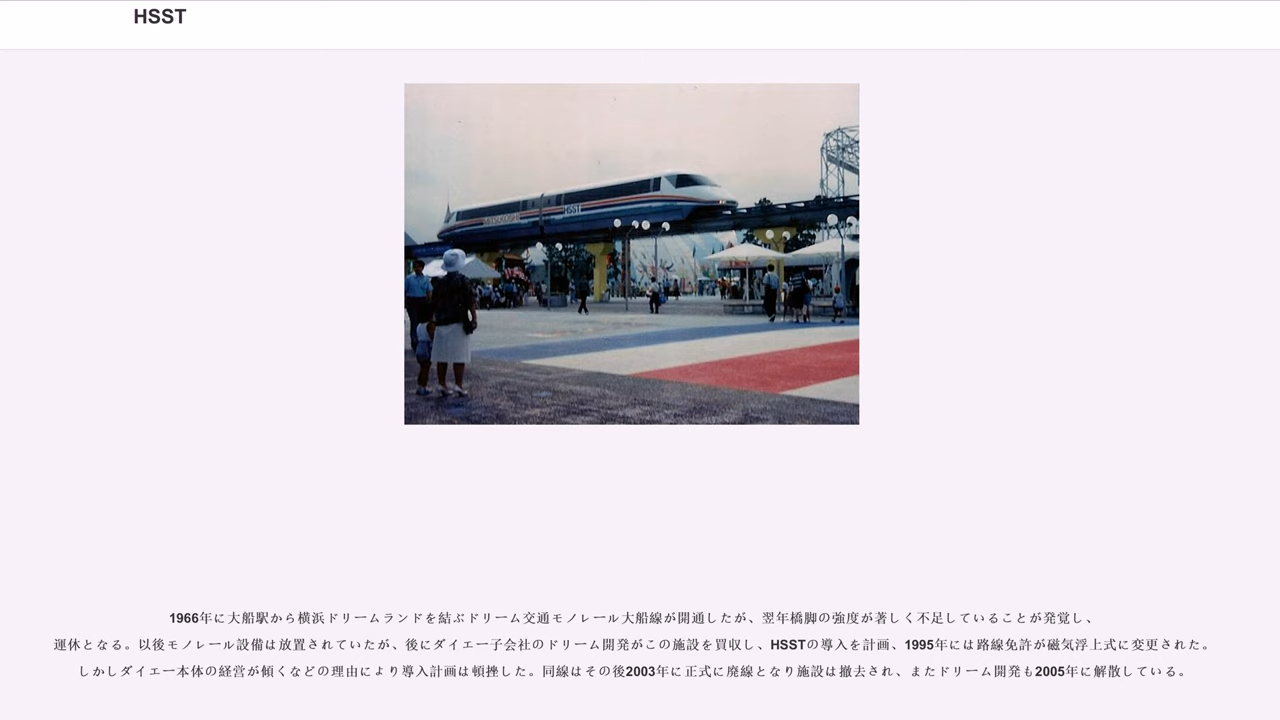 HSST
MITSUKOSHI
HSST
1966年に大船駅から横浜ドリームランドを結ぶドリーム交通モノレール大船線が開通したが、翌年橋脚の強度が著しく不足していることが発覚し、
運休となる。以後モノレール設備は放置されていたが、後にダイエー子会社のドリーム開発がこの施設を買収し、HSSTの導入を計画、1995年には路線免許が磁気浮上式に変更された。
しかしダイエー本体の経営が傾くなどの理由により導入計画は頓挫した。同線はその後2003年に正式に廃線となり施設は撤去され、またドリーム開発も2005年に解散している。